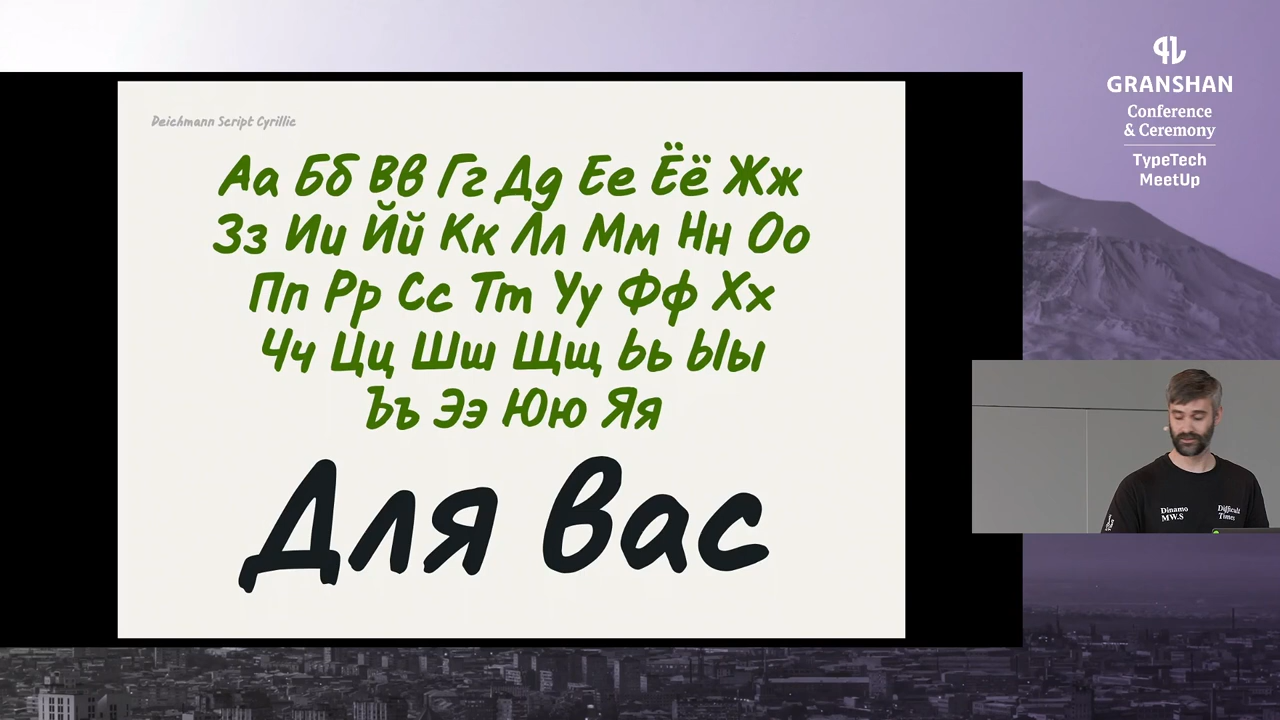 Deichmann Script Cyrillic
Аа Бб Вв Гг Дд Ее Ёё Жж
Зз Ии Йй Кк Лл Мм Нн Оо
Пп Рр Сс Тт Уу Фф Хх
Чч Цц Шш Щщ Ьь Ыы
Ъъ Ээ Юю Яя
Для вас
GRANSHAN
Conference
& Ceremony
TypeTech
MeetUp
Dinamo
MW.S
Difficult
Times